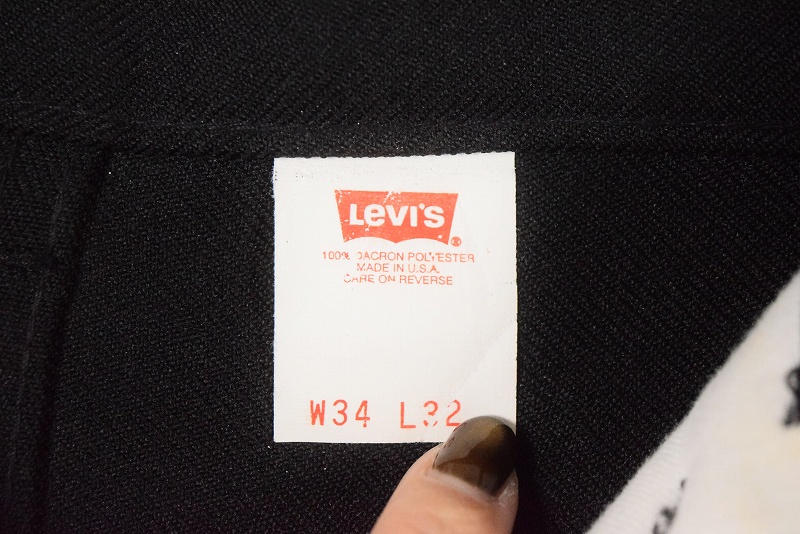 LEVI'S
100% DACRON POLYESTER
MADE IN U.S.A.
CARE ON REVERSE
W34 L32